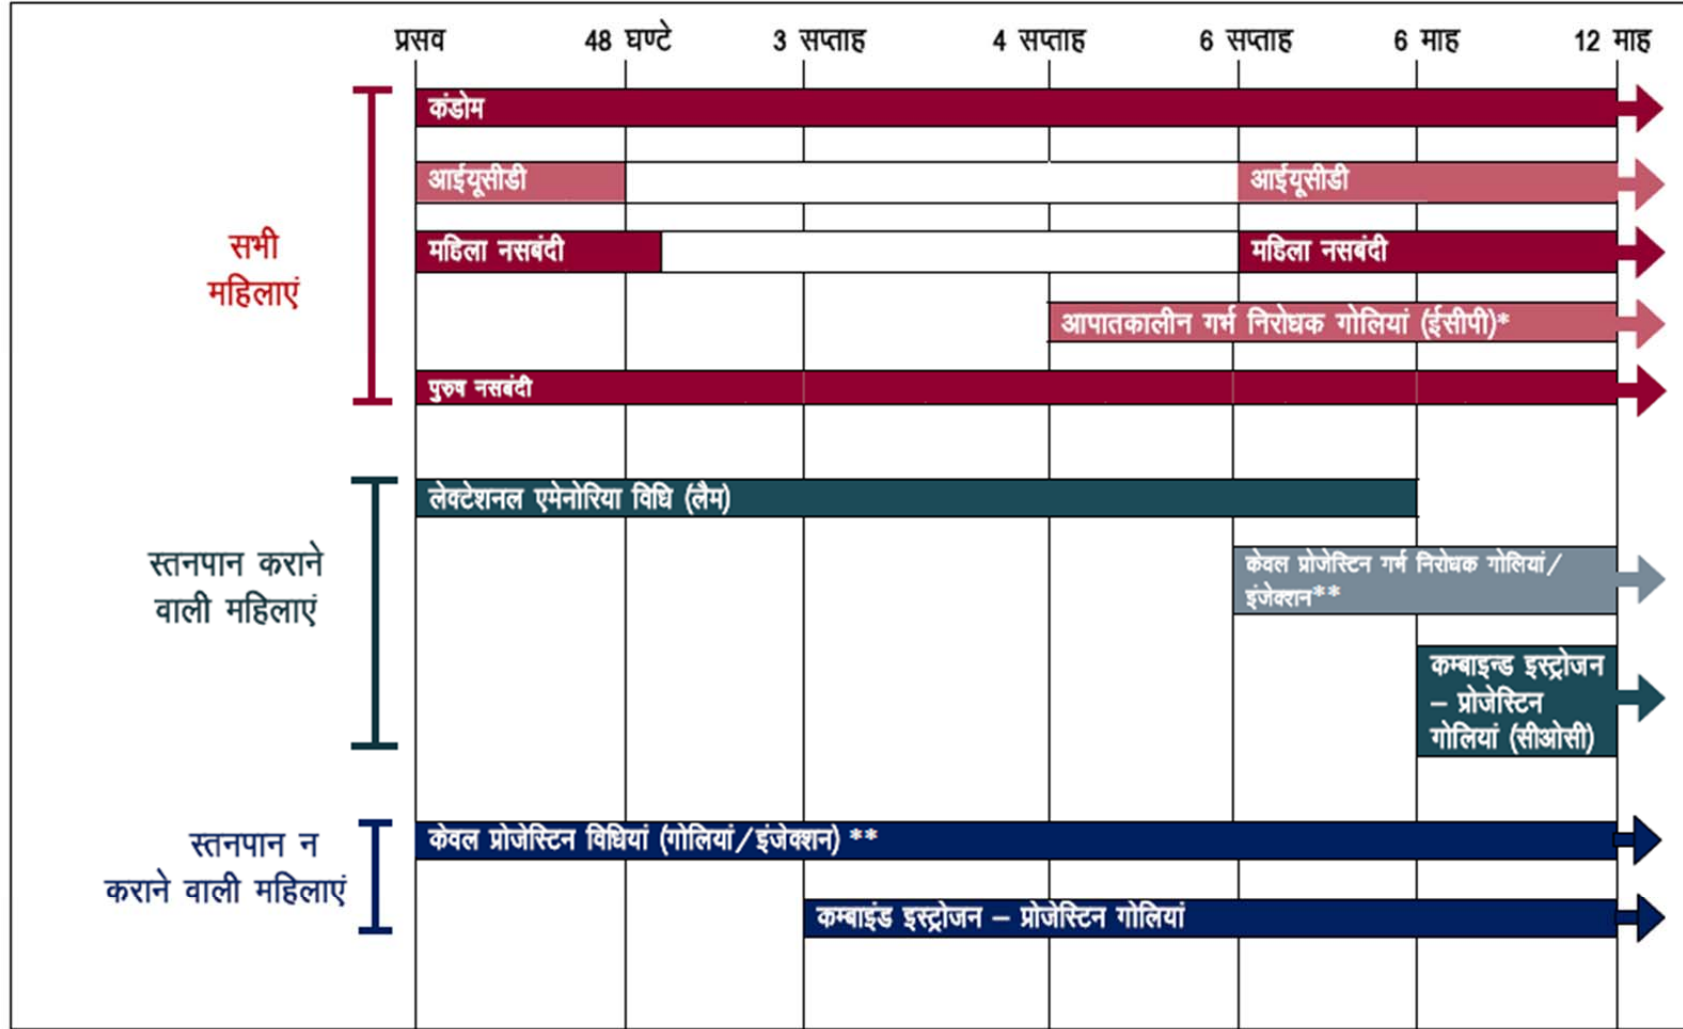 प्रसव 48 घण्टे 3 सप्ताह 4 सप्ताह 6 सप्ताह 6 माह 12 माह
कंडोम
आईयूसीडी आईयूसीडी
महिला नसबंदी महिला नसबंदी
सभी
महिलाएं
आपातकालीन गर्भ निरोधक गोलियां (ईसीपी)*
पुरुष नसबंदी
लेक्टेशनल एमेनोरिया विधि (लैम)
स्तनपान कराने
वाली महिलाएं
केवल प्रोजेस्टिन गर्भ निरोधक गोलियां/
इंजेक्शन**
कम्बाइन्ड इस्ट्रोजन
– प्रोजेस्टिन
गोलियां (सीओसी)
स्तनपान न
कराने वाली महिलाएं
केवल प्रोजेस्टिन विधियां (गोलियां/इंजेक्शन) **
कम्बाइंड इस्ट्रोजन – प्रोजेस्टिन गोलियां